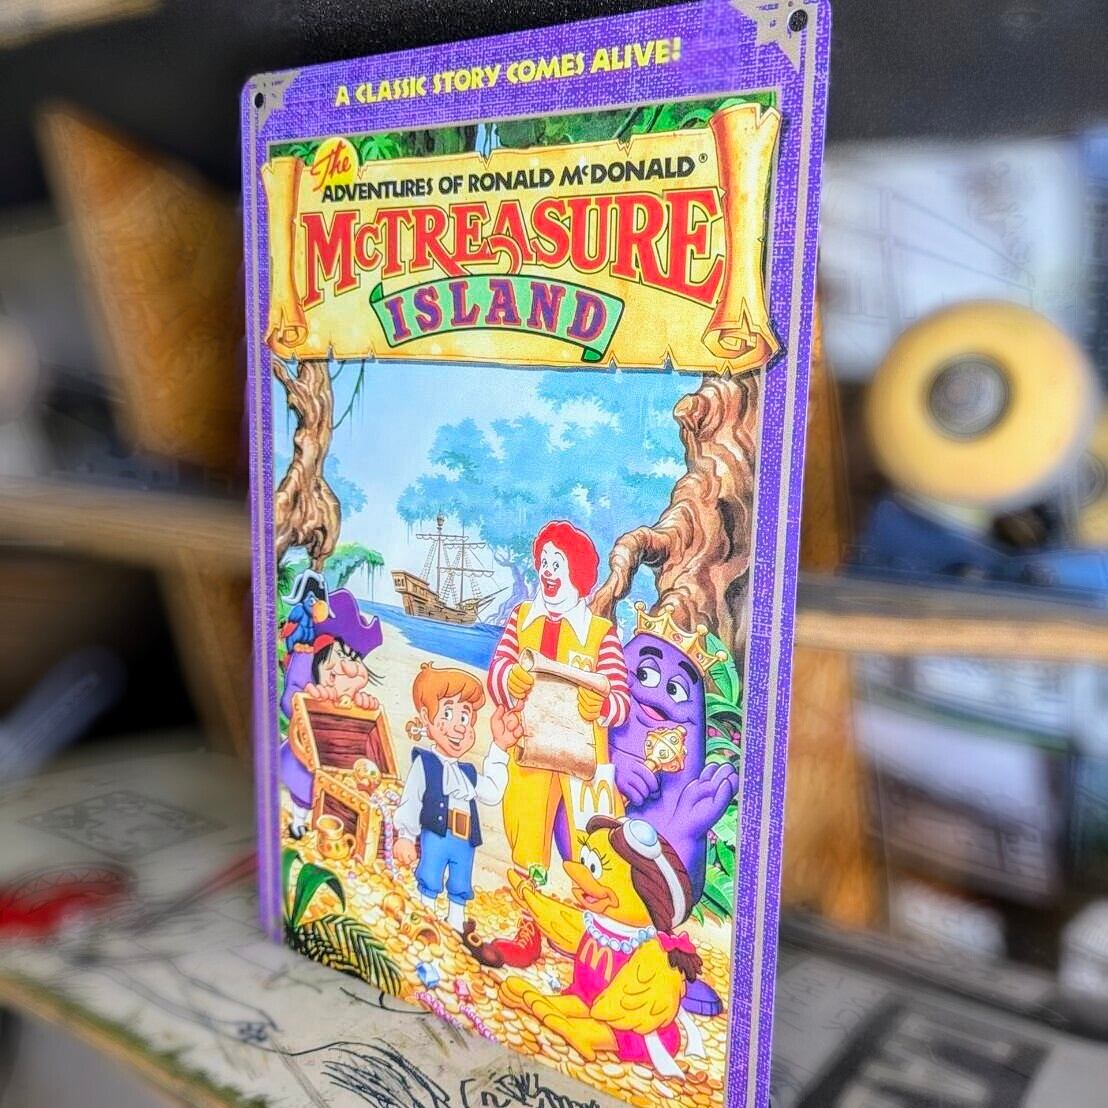 A CLASSIC STORY COMES ALIVE!
The
ADVENTURES OF RONALD McDONALD®
McTREASURE
ISLAND